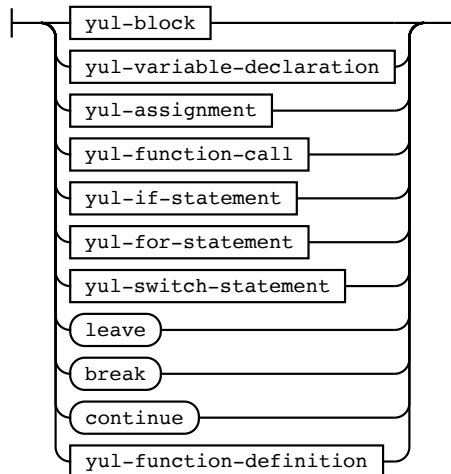 yul-block
yul-variable-declaration
yul-assignment
yul-function-call
yul-if-statement
yul-for-statement
yul-switch-statement
leave
break
continue
yul-function-definition